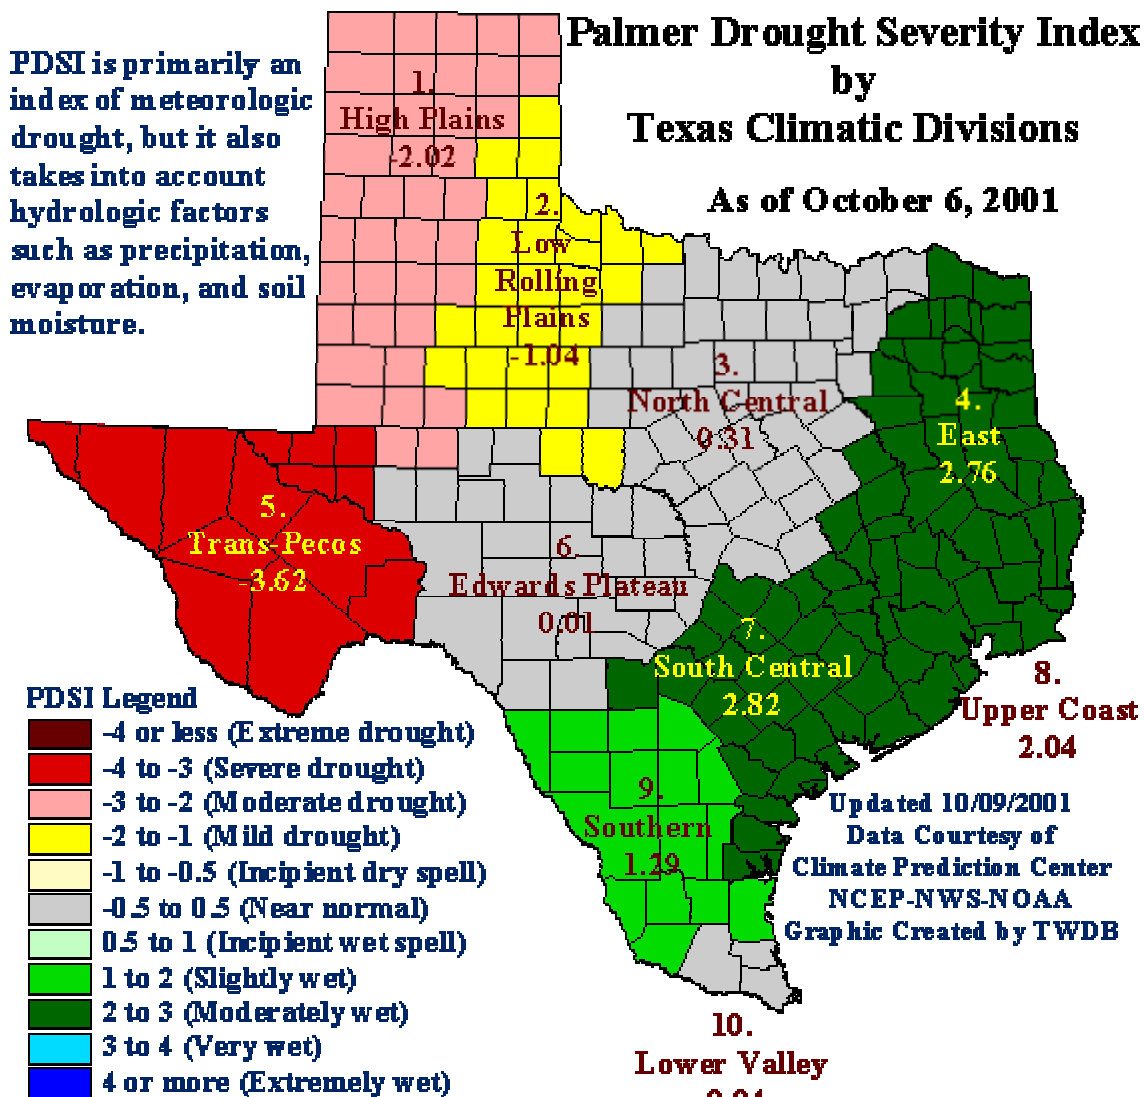 Palmer Drought Severity Index
by
Texas Climatic Divisions
As of October 6, 2001
PDSI is primarily an
index of meteorologic
drought, but it also
takes into account
hydrologic factors
such as precipitation,
evaporation, and soil
moisture.
1.
High Plains
-2.02
2.
Low
Rolling
Plains
-1.04
3.
North Central
0.31
4.
East
2.76
5.
Trans-Pecos
-3.62
6.
Edwards Plateau
0.01
7.
South Central
2.82
8.
Upper Coast
2.04
9.
Southern
1.29
10.
Lower Valley
PDSI Legend
-4 or less (Extreme drought)
-4 to -3 (Severe drought)
-3 to -2 (Moderate drought)
-2 to -1 (Mild drought)
-1 to -0.5 (Incipient dry spell)
-0.5 to 0.5 (Near normal)
0.5 to 1 (Incipient wet spell)
1 to 2 (Slightly wet)
2 to 3 (Moderately wet)
3 to 4 (Very wet)
4 or more (Extremely wet)
Updated 10/09/2001
Data Courtesy of
Climate Prediction Center
NCEP-NWS-NOAA
Graphic Created by TWDB